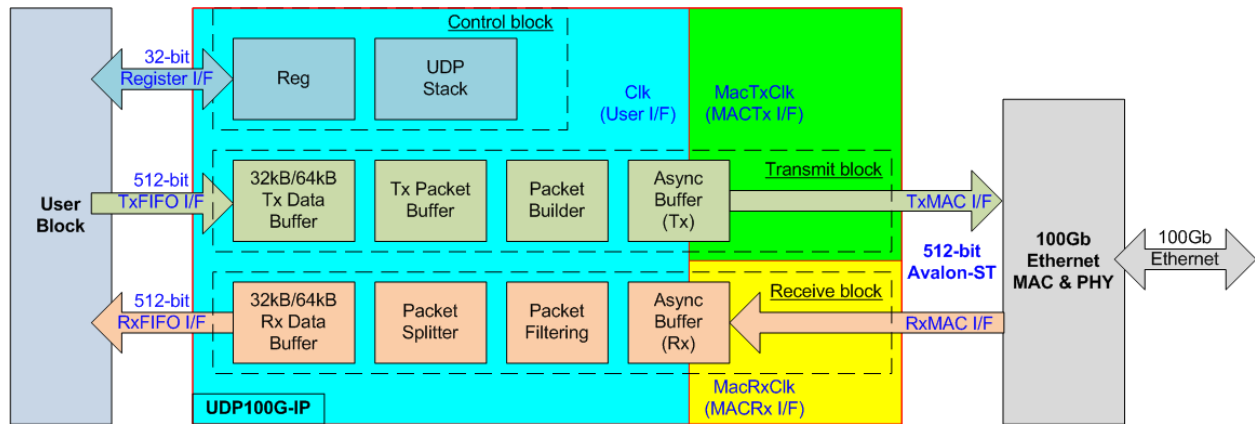 Control block
32-bit
Register I/F
Reg
UDP
Stack
Clk
(User I/F)
MacTxClk
(MACTx I/F)
User
Block
512-bit
TxFIFO I/F
32kB/64kB
Tx Data
Buffer
Tx Packet
Buffer
Packet
Builder
Async
Buffer
(Tx)
Transmit block
TxMAC I/F
512-bit
Avalon-ST
100Gb
Ethernet
MAC & PHY
100Gb
Ethernet
512-bit
RxFIFO I/F
32kB/64kB
Rx Data
Buffer
Packet
Splitter
Packet
Filtering
Async
Buffer
(Rx)
Receive block
RxMAC I/F
MacRxClk
(MACRx I/F)
UDP100G-IP